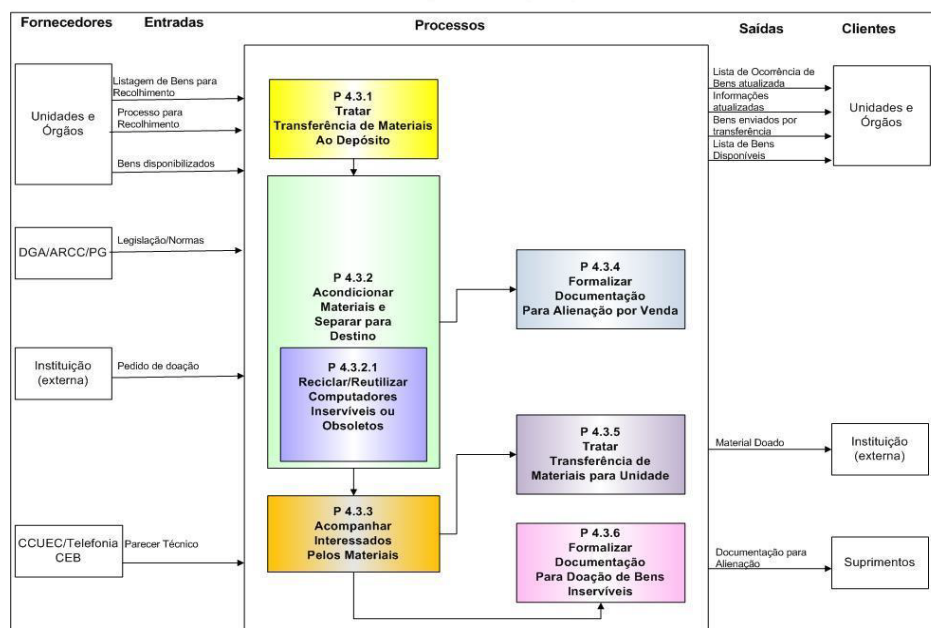 Fornecedores
Entradas
Processos
Saídas
Clientes
Unidades e
Órgãos
Listagem de Bens para
Recolhimento
Processo para
Recolhimento
Bens disponibilizados
DGA/ARCC/PG
Legislação/Normas
Instituição
(externa)
Pedido de doação
CCUEC/Telefonia
CEB
Parecer Técnico
P 4.3.1
Tratar
Transferência de Materiais
Ao Depósito
P 4.3.2
Acondicionar
Materiais e
Separar para
Destino
P 4.3.2.1
Reciclar/Reutilizar
Computadores
Inservíveis ou
Obsoletos
P 4.3.3
Acompanhar
Interessados
Pelos Materiais
P 4.3.4
Formalizar
Documentação
Para Alienação por Venda
P 4.3.5
Tratar
Transferência de
Materiais para Unidade
P 4.3.6
Formalizar
Documentação
Para Doação de Bens
Inservíveis
Lista de Ocorrência de
Bens atualizada
Informações
atualizadas
Bens enviados por
transferência
Lista de Bens
Disponíveis
Unidades e
Órgãos
Material Doado
Instituição
(externa)
Documentação para
Alienação
Suprimentos